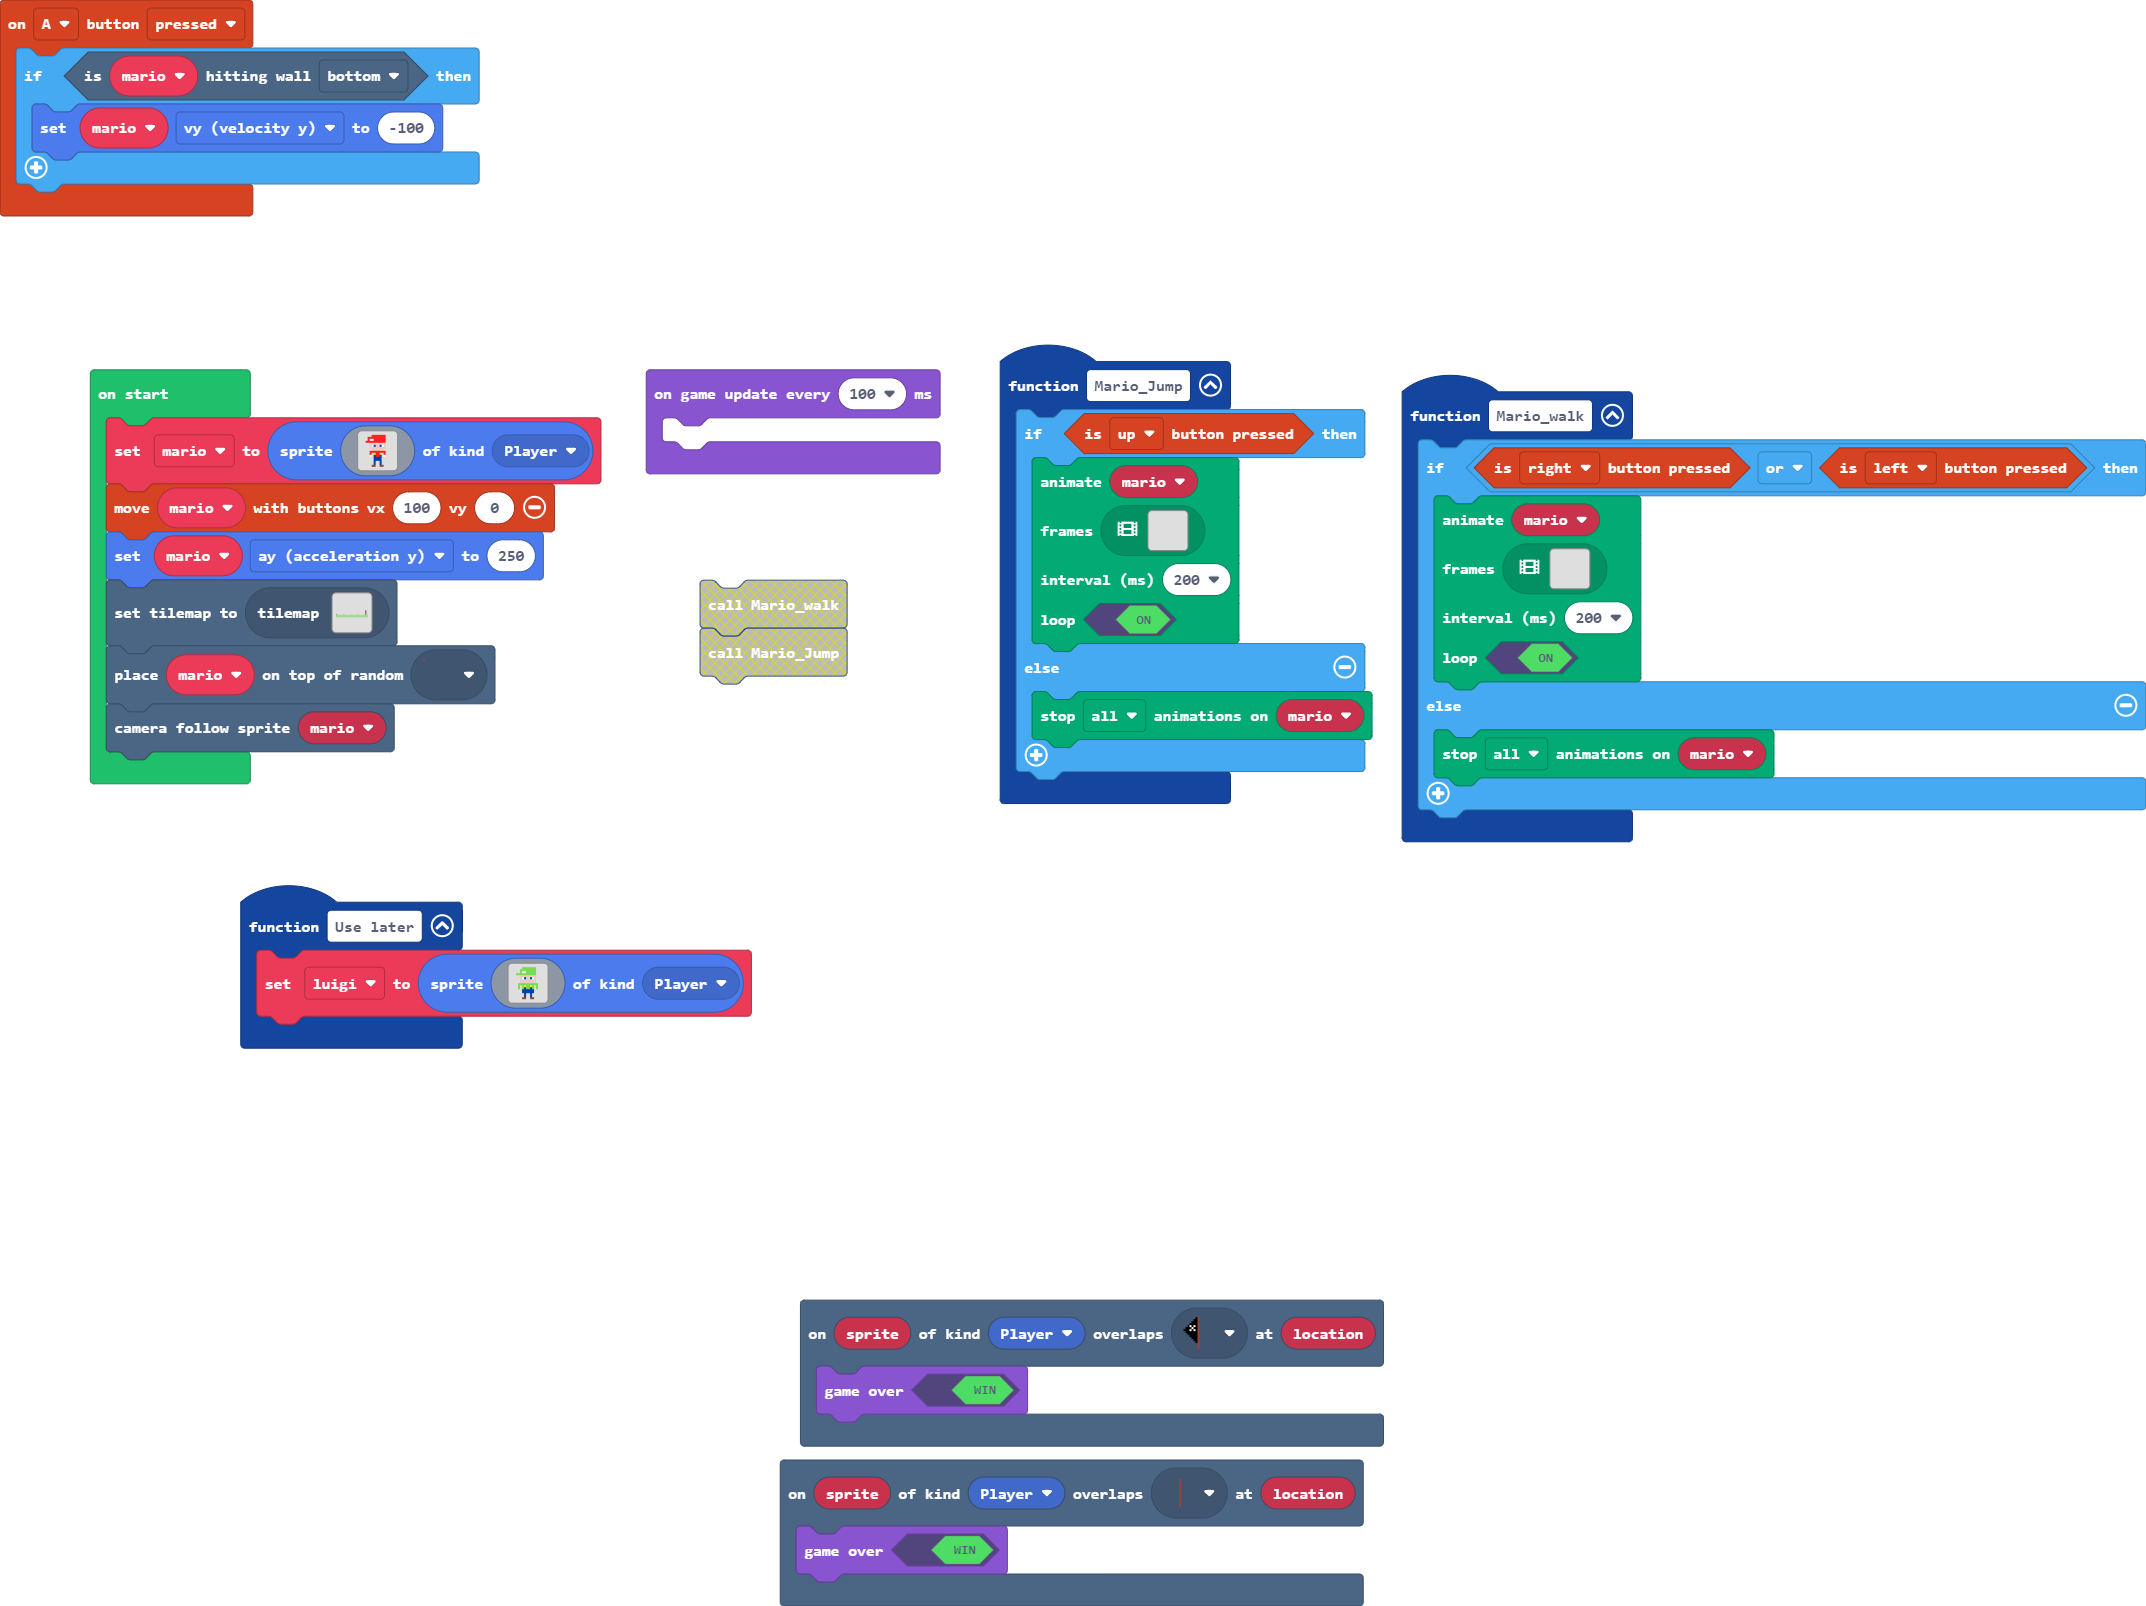 on A button pressed
if is mario hitting wall bottom then
set mario vy (velocity y) to -100
on start
set mario to sprite of kind Player
move mario with buttons vx 100 vy 0
set mario ay (acceleration y) to 250
set tilemap to tilemap
place mario on top of random
camera follow sprite mario
on game update every 100 ms
call Mario_walk
call Mario_Jump
function Mario_Jump
if is up button pressed then
animate mario
frames
interval (ms) 200
loop ON
else
stop all animations on mario
function Mario_walk
if is right button pressed or is left button pressed then
animate mario
frames
interval (ms) 200
loop ON
else
stop all animations on mario
function Use later
set luigi to sprite of kind Player
on sprite of kind Player overlaps at location
game over WIN
on sprite of kind Player overlaps at location
game over WIN